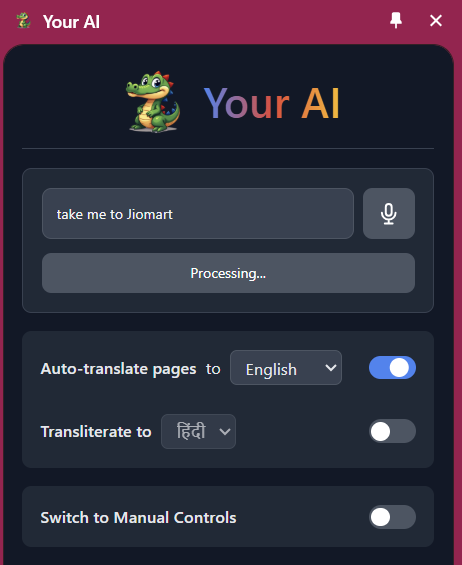 Your AI
Your AI
take me to Jiomart
Processing...
Auto-translate pages to English
Transliterate to हिंदी
Switch to Manual Controls